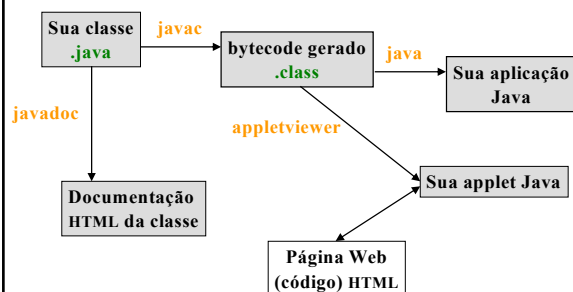 Sua classe
.java
javac
bytecode gerado
.class
java
Sua aplicação
Java
javadoc
appletviewer
Documentação
HTML da classe
Sua applet Java
Página Web
(código) HTML